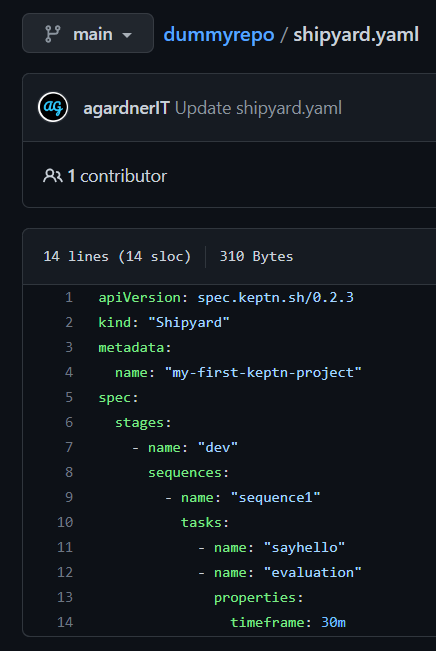 main
dummyrepo / shipyard.yaml
ag
agardnerIT Update shipyard.yaml
1 contributor
14 lines (14 sloc) 310 Bytes
1 apiVersion: spec.keptn.sh/0.2.3
2 kind: "Shipyard"
3 metadata:
4   name: "my-first-keptn-project"
5 spec:
6   stages:
7     - name: "dev"
8       sequences:
9         - name: "sequence1"
10           tasks:
11             - name: "sayhello"
12             - name: "evaluation"
13               properties:
14                 timeframe: 30m